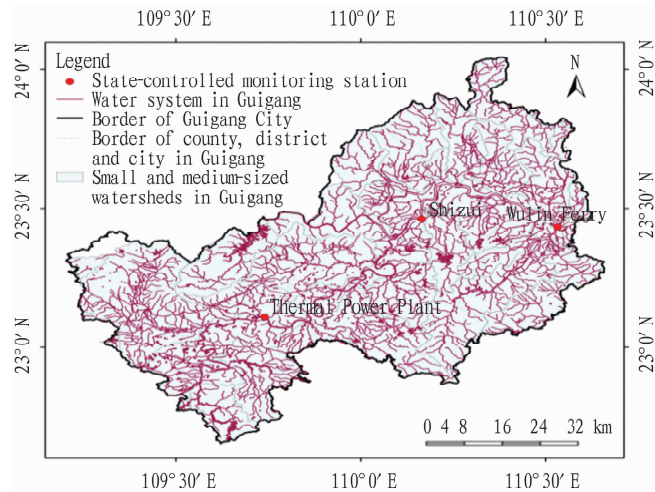 109°30′ E 110°00′ E 110°30′ E
Legend
State-controlled monitoring station
Water system in Guigang
Border of Guigang City
Border of county, district
and city in Guigang
Small and medium-sized
watersheds in Guigang
N
24°0′ N
24°0′ N
23°30′ N
23°30′ N
23°0′ N
23°0′ N
Shizui
Wulin Ferry
Thermal Power Plant
0 4 8 16 24 32 km
109°30′ E 110°00′ E 110°30′ E